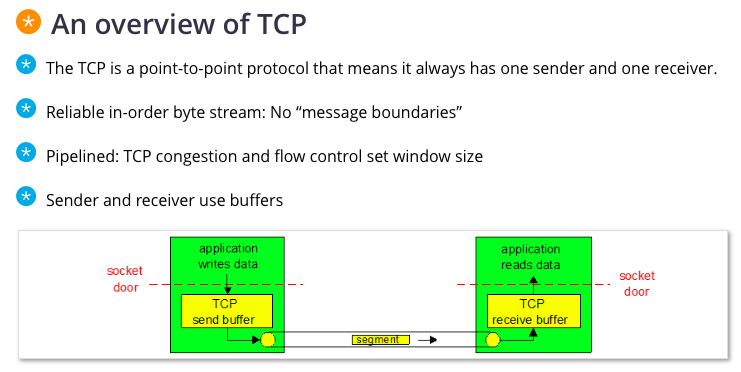 An overview of TCP
The TCP is a point-to-point protocol that means it always has one sender and one receiver.
Reliable in-order byte stream: No “message boundaries”
Pipelined: TCP congestion and flow control set window size
Sender and receiver use buffers
application
writes data
socket
door
TCP
send buffer
segment
application
reads data
socket
door
TCP
receive buffer